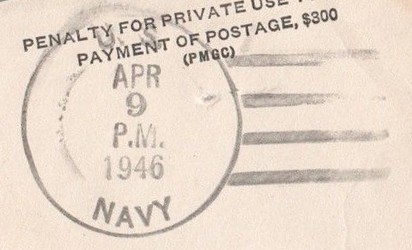 PENALTY FOR PRIVATE USE
PAYMENT OF POSTAGE, $300
(PMGC)
U. S.
APR
9
P.M.
1946
NAVY